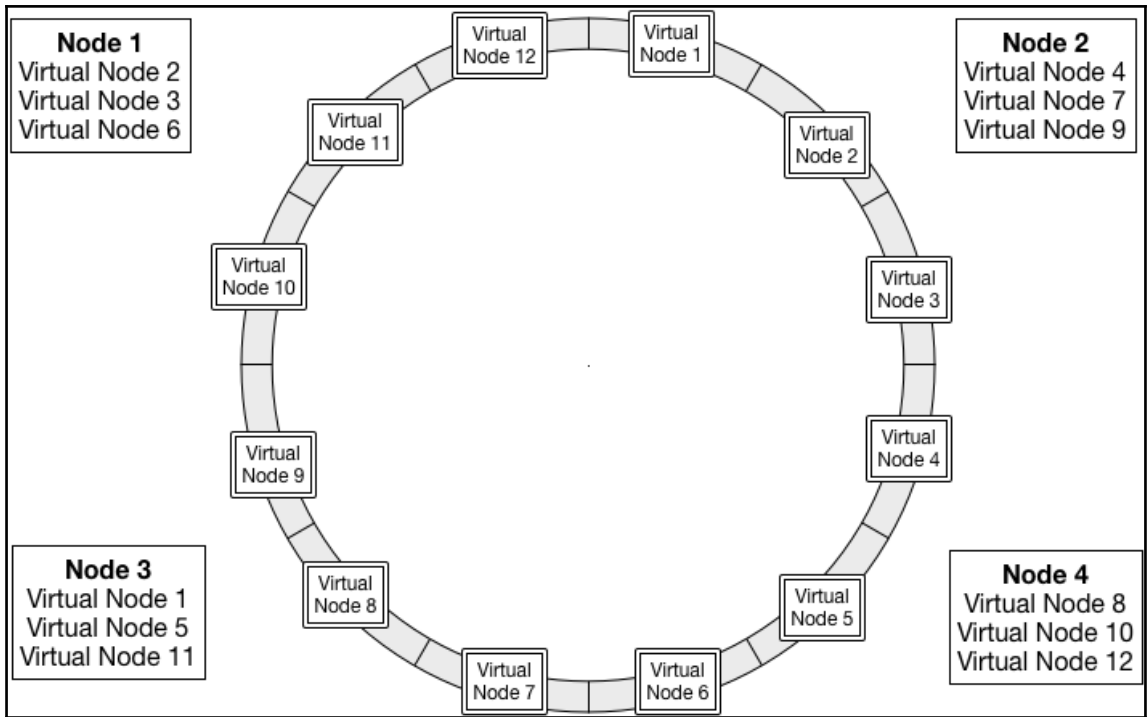 Node 1
Virtual Node 2
Virtual Node 3
Virtual Node 6
Node 2
Virtual Node 4
Virtual Node 7
Virtual Node 9
Virtual
Node 12
Virtual
Node 1
Virtual
Node 11
Virtual
Node 2
Virtual
Node 10
Virtual
Node 3
Virtual
Node 9
Virtual
Node 4
Virtual
Node 8
Virtual
Node 5
Virtual
Node 7
Virtual
Node 6
Node 3
Virtual Node 1
Virtual Node 5
Virtual Node 11
Node 4
Virtual Node 8
Virtual Node 10
Virtual Node 12